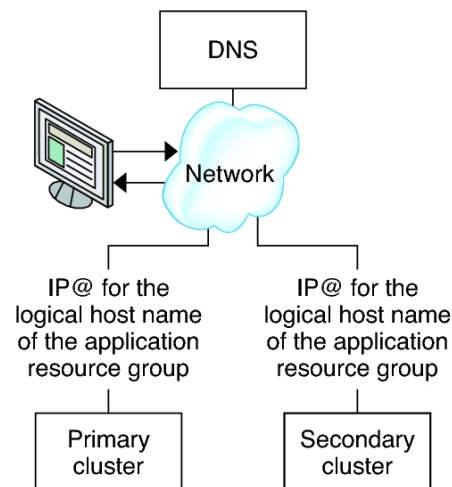 DNS
Network
IP@ for the
logical host name
of the application
resource group
IP@ for the
logical host name
of the application
resource group
Primary
cluster
Secondary
cluster